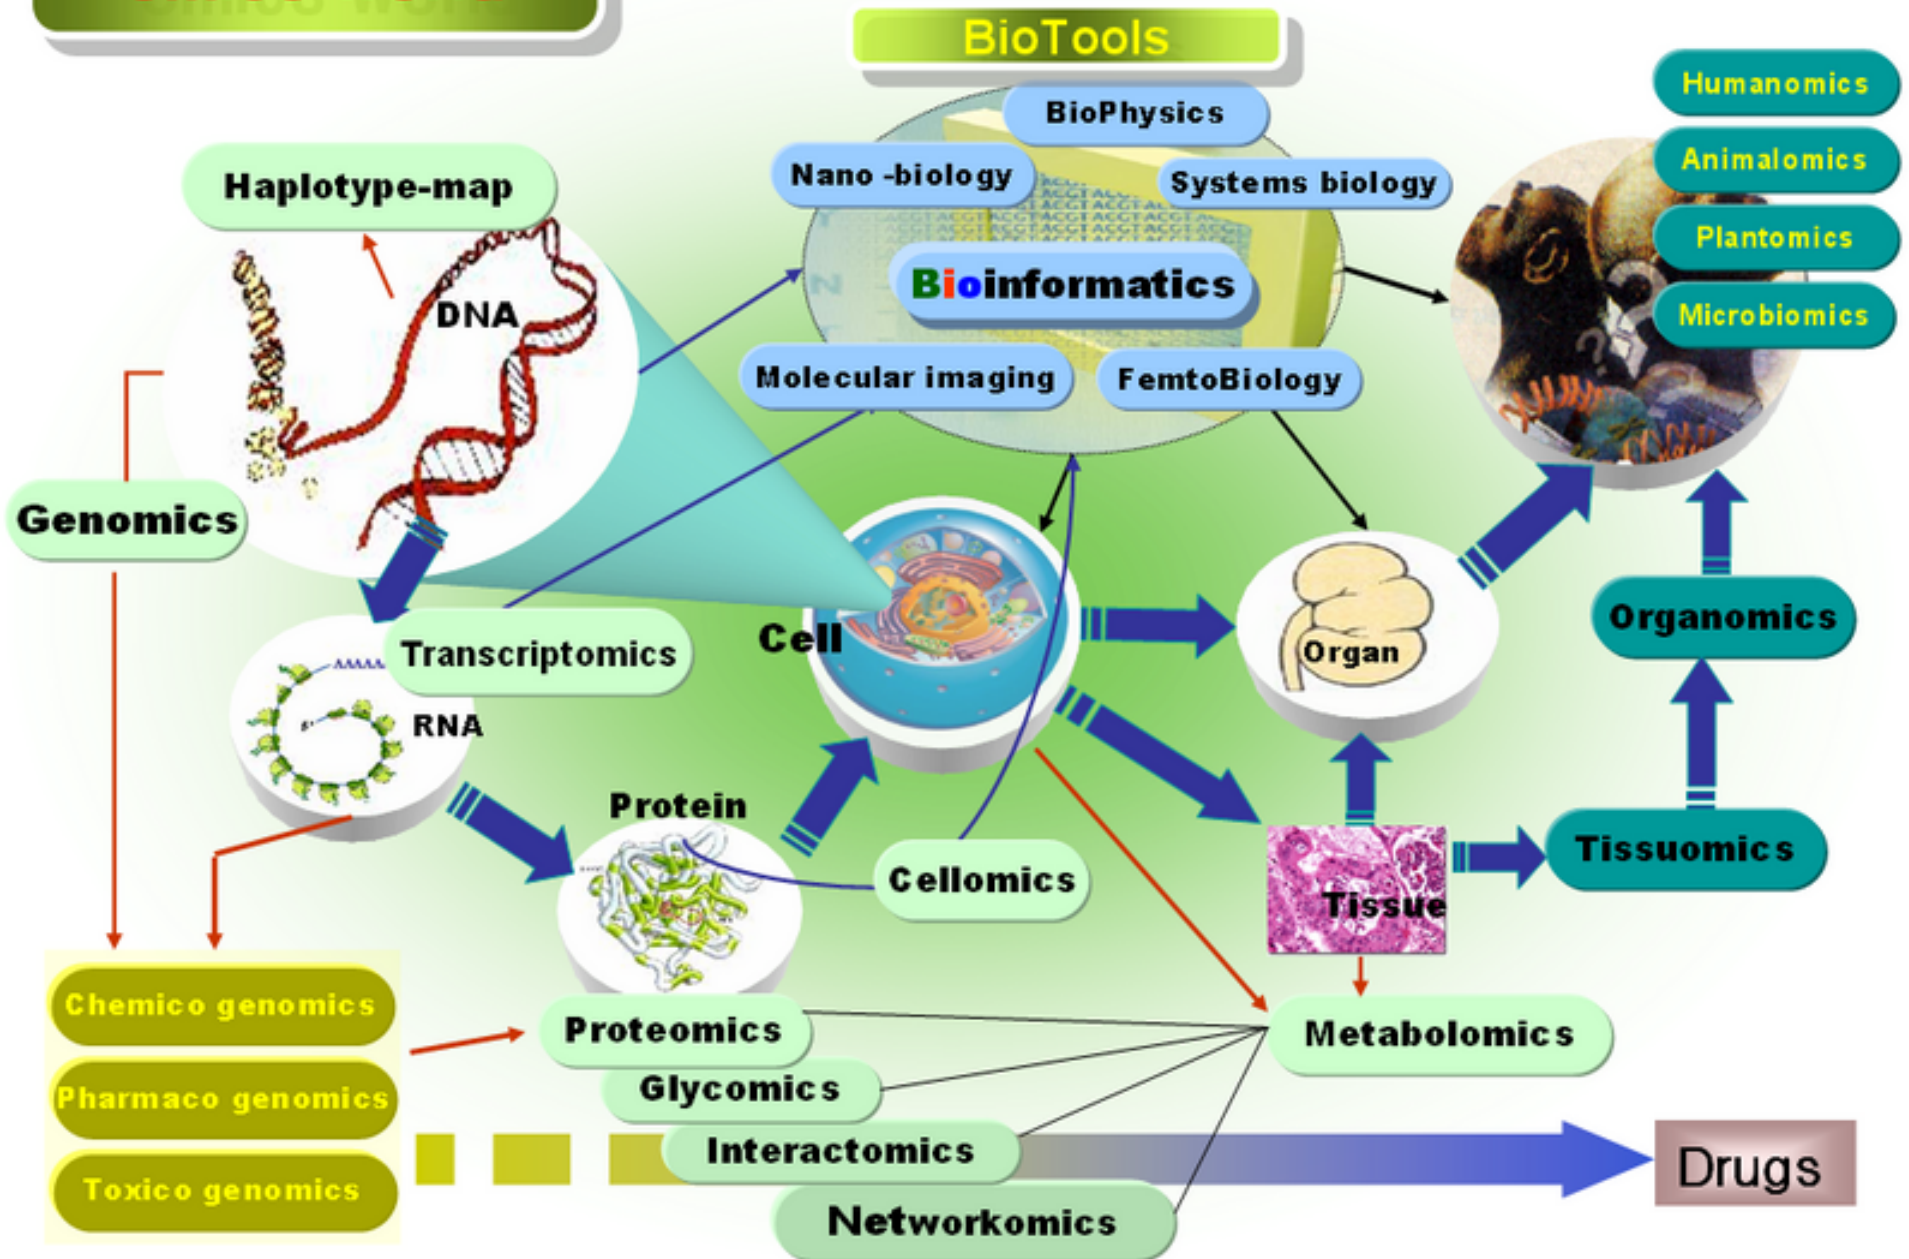 BioTools
BioPhysics
Nano -biology
Systems biology
Bioinformatics
Molecular imaging
FemtoBiology
Humanomics
Animalomics
Plantomics
Microbiomics
Haplotype-map
DNA
Genomics
Transcriptomics
AAAAA
RNA
Cell
Organ
Organomics
Protein
Cellomics
Tissue
Tissuomics
Chemico genomics
Pharmaco genomics
Toxico genomics
Proteomics
Glycomics
Interactomics
Networkomics
Metabolomics
Drugs